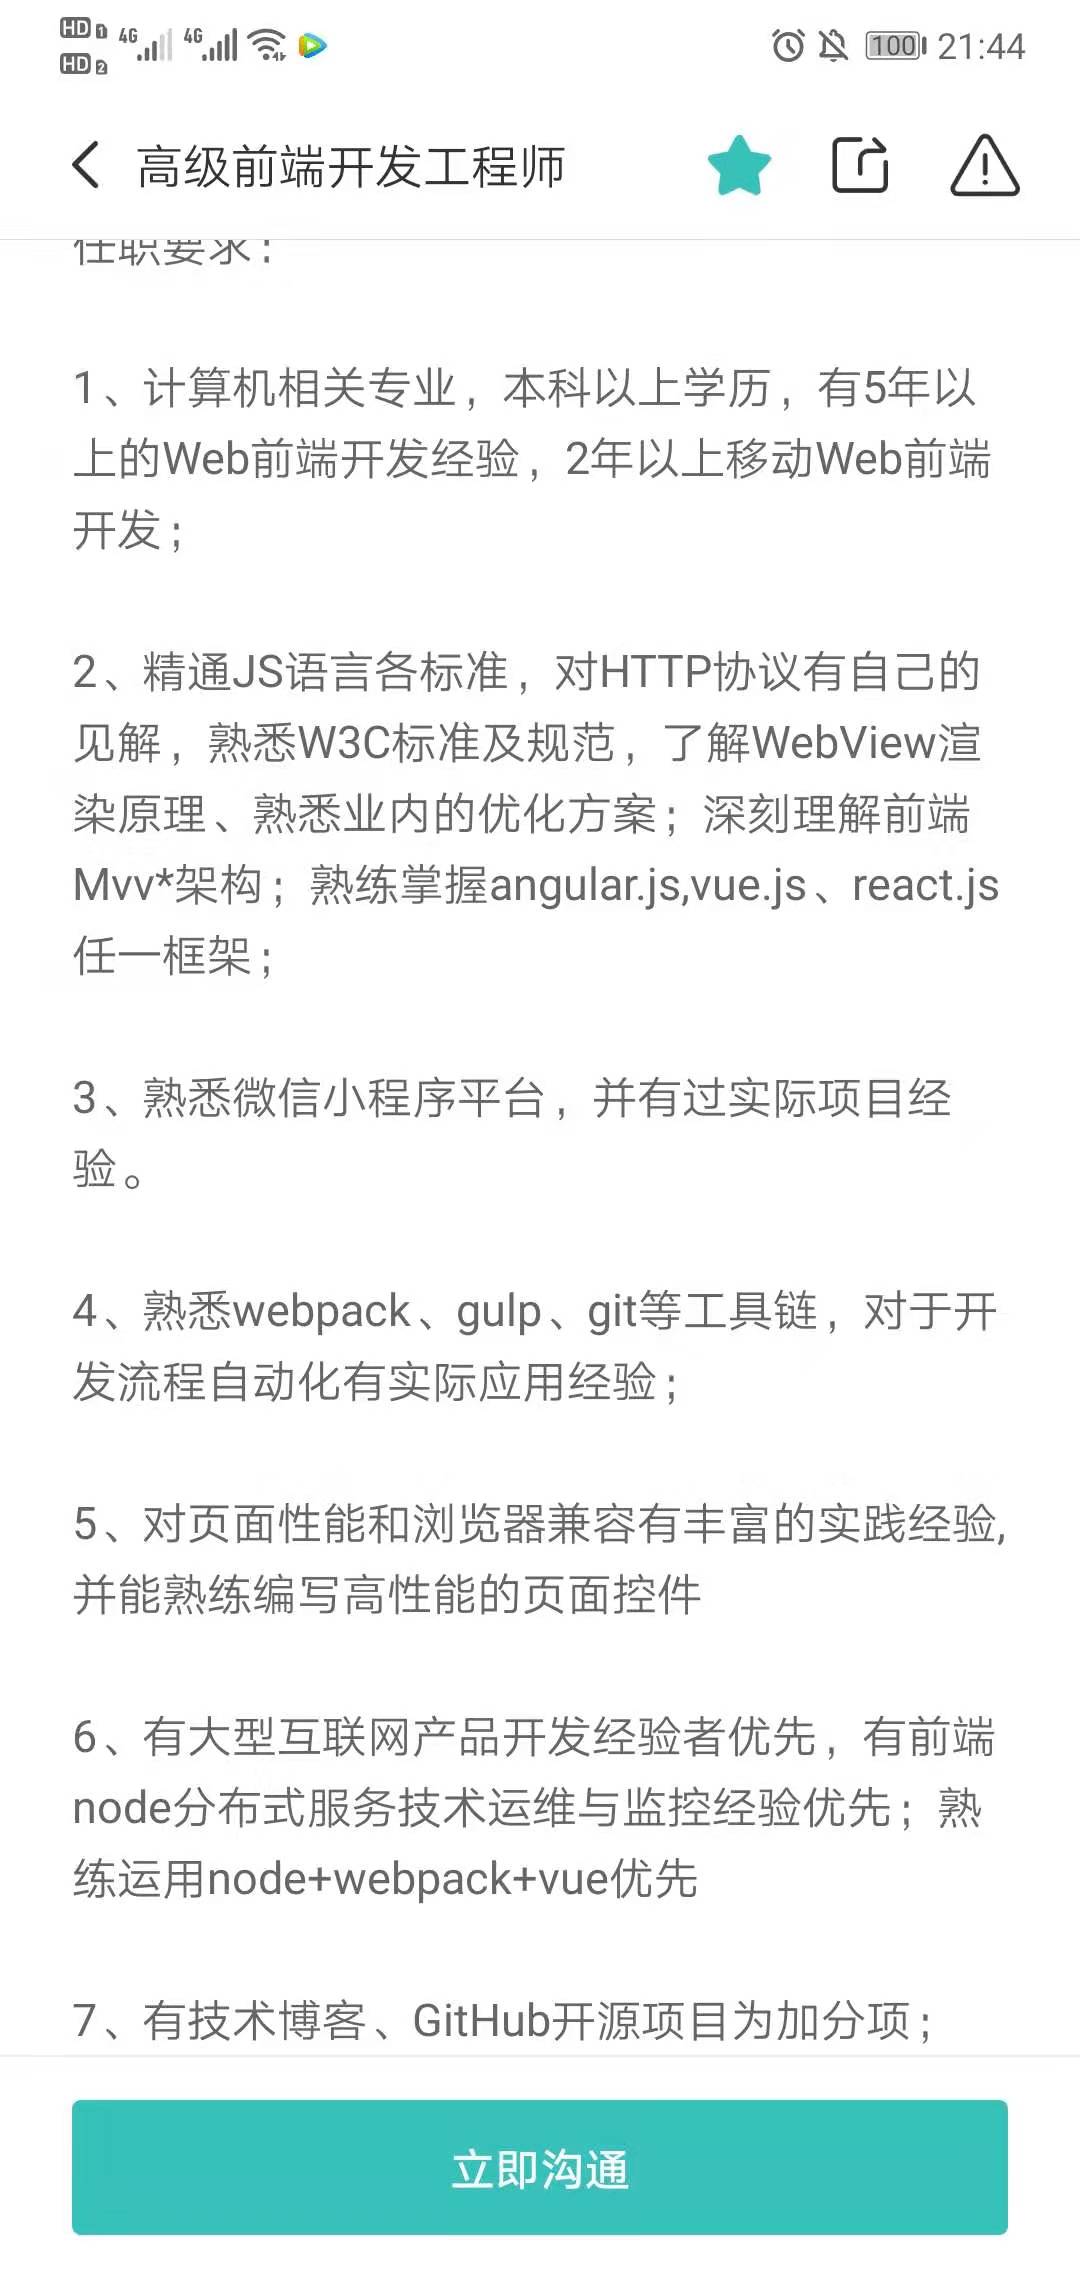 HD 1 4G 4G 100 21:44
HD 2
高级前端开发工程师
任职要求：
1、计算机相关专业，本科以上学历，有5年以
上的Web前端开发经验，2年以上移动Web前端
开发；
2、精通JS语言各标准，对HTTP协议有自己的
见解，熟悉W3C标准及规范，了解WebView渲
染原理、熟悉业内的优化方案；深刻理解前端
Mvv*架构；熟练掌握angular.js,vue.js、react.js
任一框架；
3、熟悉微信小程序平台，并有过实际项目经
验。
4、熟悉webpack、gulp、git等工具链，对于开
发流程自动化有实际应用经验；
5、对页面性能和浏览器兼容有丰富的实践经验,
并能熟练编写高性能的页面控件
6、有大型互联网产品开发经验者优先，有前端
node分布式服务技术运维与监控经验优先；熟
练运用node+webpack+vue优先
7、有技术博客、GitHub开源项目为加分项；
立即沟通